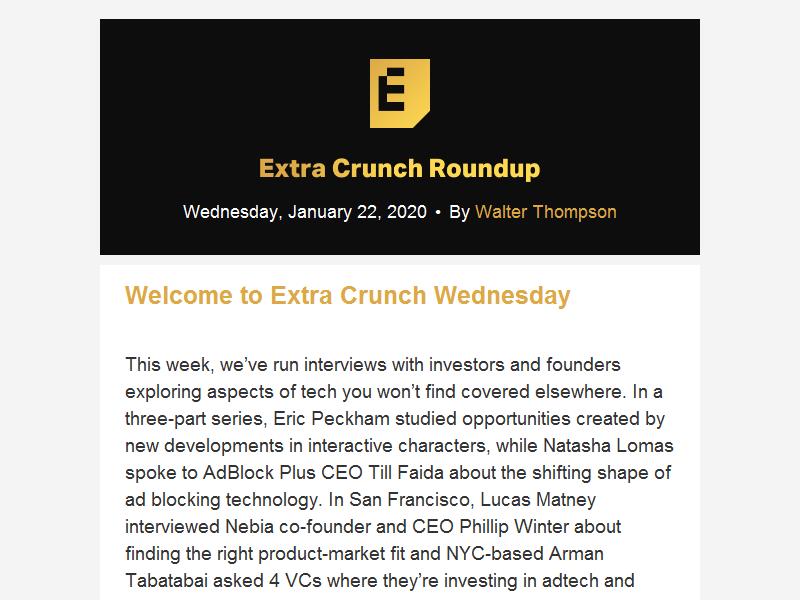 E
Extra Crunch Roundup
Wednesday, January 22, 2020 • By Walter Thompson
Welcome to Extra Crunch Wednesday
This week, we’ve run interviews with investors and founders
exploring aspects of tech you won’t find covered elsewhere. In a
three-part series, Eric Peckham studied opportunities created by
new developments in interactive characters, while Natasha Lomas
spoke to AdBlock Plus CEO Till Faida about the shifting shape of
ad blocking technology. In San Francisco, Lucas Matney
interviewed Nebia co-founder and CEO Phillip Winter about
finding the right product-market fit and NYC-based Arman
Tabatabai asked 4 VCs where they’re investing in adtech and